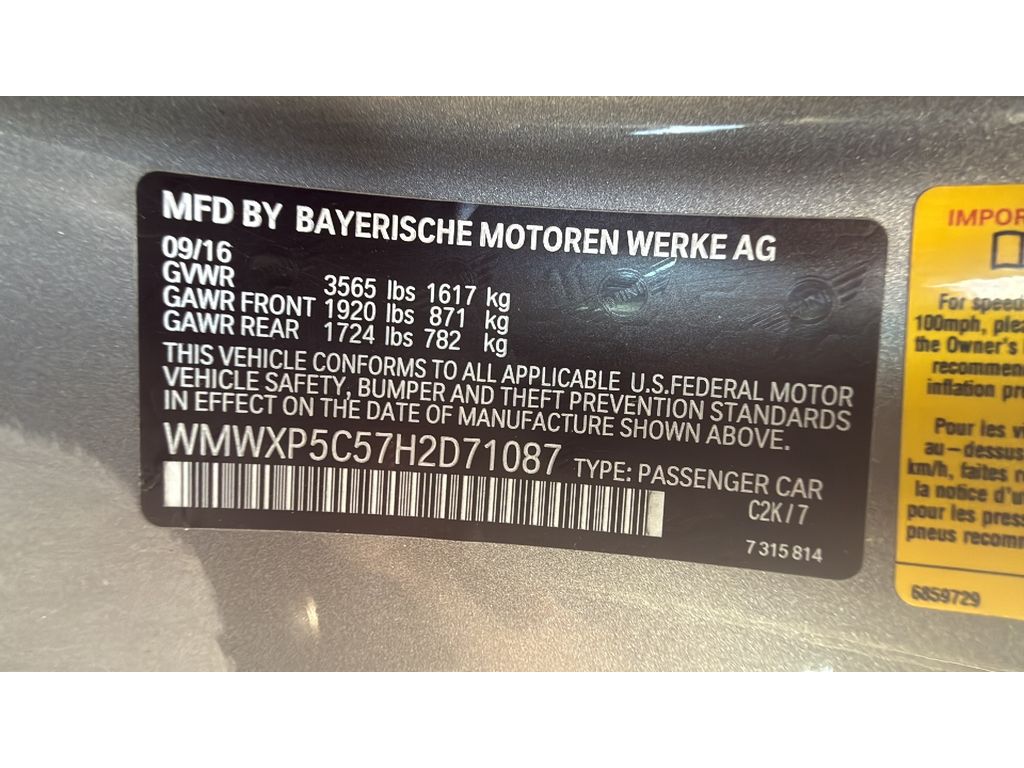 MFD BY BAYERISCHE MOTOREN WERKE AG
09/16
GVWR 3565 lbs 1617 kg
GAWR FRONT 1920 lbs 871 kg
GAWR REAR 1724 lbs 782 kg
THIS VEHICLE CONFORMS TO ALL APPLICABLE U.S.FEDERAL MOTOR
VEHICLE SAFETY, BUMPER AND THEFT PREVENTION STANDARDS
IN EFFECT ON THE DATE OF MANUFACTURE SHOWN ABOVE.
WMWXP5C57H2D71087 TYPE: PASSENGER CAR
C2K/7
7 315 814
IMPOR
For speed
100mph, plea
the Owner's
recommen
inflation pr
Pour les v
au-dessus
km/h, faites r
la notice d'u
pour les press
pneus recomm
6859729